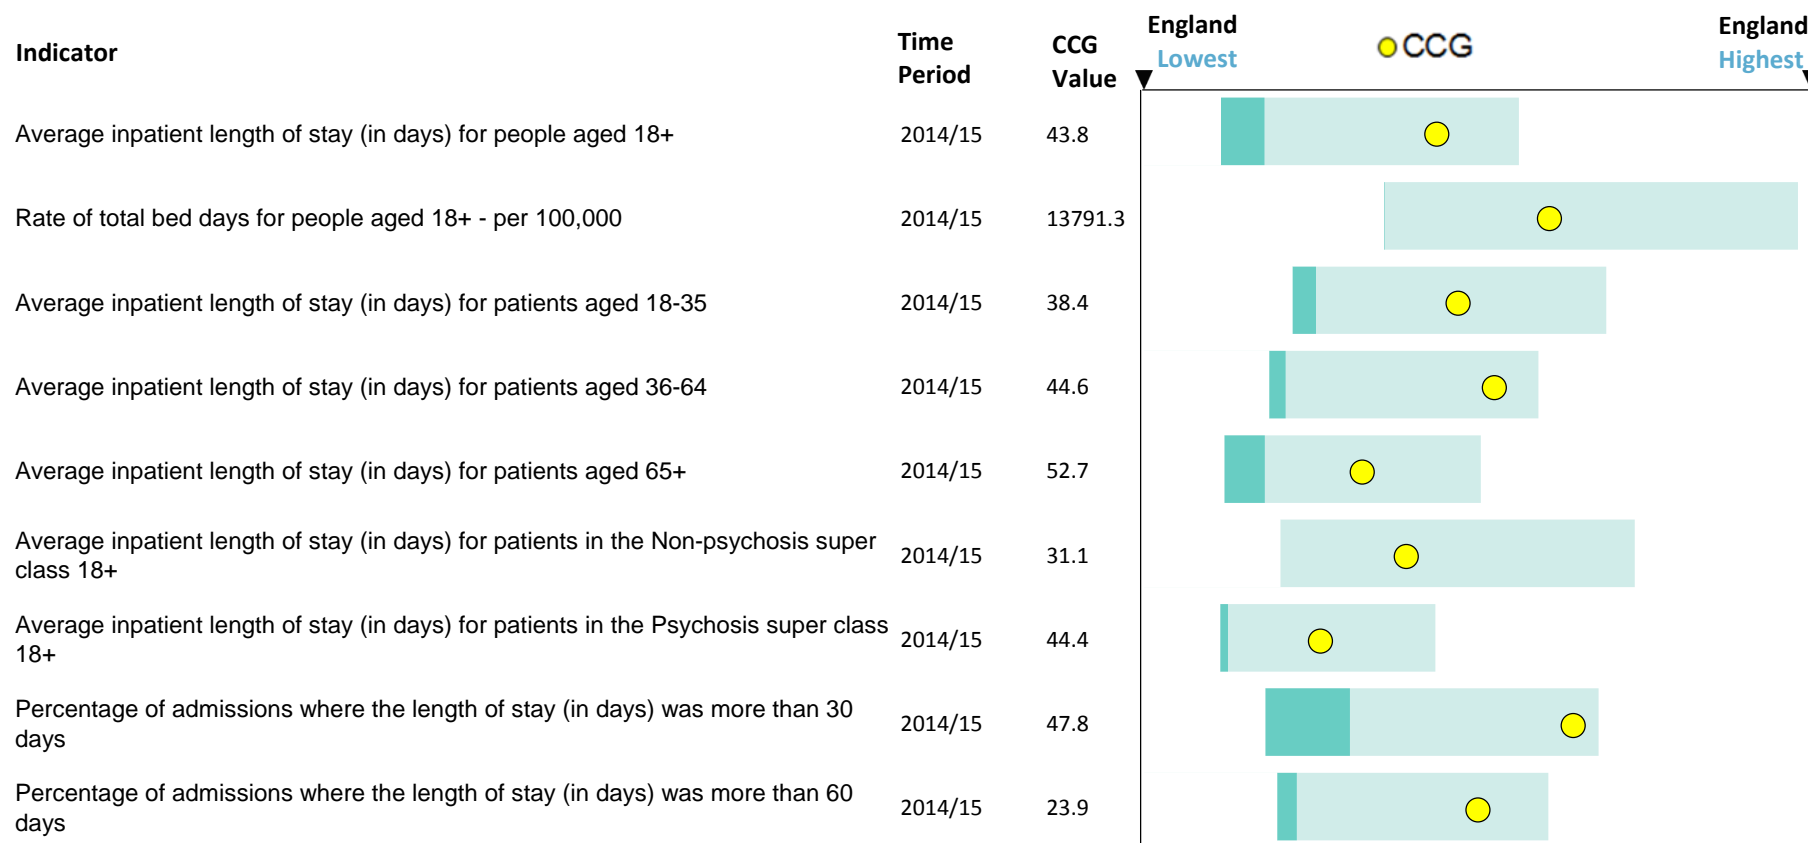 Indicator
Time
Period
CCG
Value
England
Lowest
CCG
England
Highest
Average inpatient length of stay (in days) for people aged 18+ 2014/15 43.8
Rate of total bed days for people aged 18+ - per 100,000 2014/15 13791.3
Average inpatient length of stay (in days) for patients aged 18-35 2014/15 38.4
Average inpatient length of stay (in days) for patients aged 36-64 2014/15 44.6
Average inpatient length of stay (in days) for patients aged 65+ 2014/15 52.7
Average inpatient length of stay (in days) for patients in the Non-psychosis super
class 18+
2014/15 31.1
Average inpatient length of stay (in days) for patients in the Psychosis super class
18+
2014/15 44.4
Percentage of admissions where the length of stay (in days) was more than 30
days
2014/15 47.8
Percentage of admissions where the length of stay (in days) was more than 60
days
2014/15 23.9